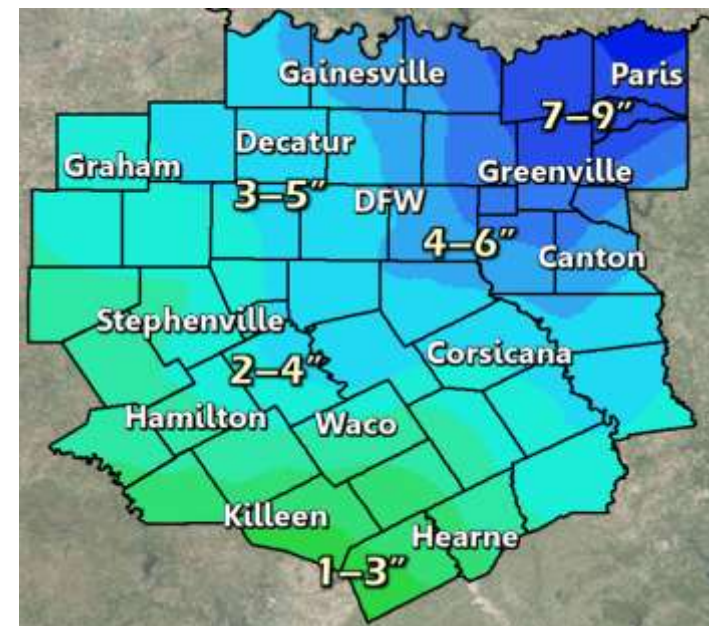 Gainesville
Paris
7–9”
Decatur
Graham
Greenville
3–5”
DFW
4–6”
Canton
Stephenville
Corsicana
2–4”
Hamilton
Waco
Killeen
Hearne
1–3”